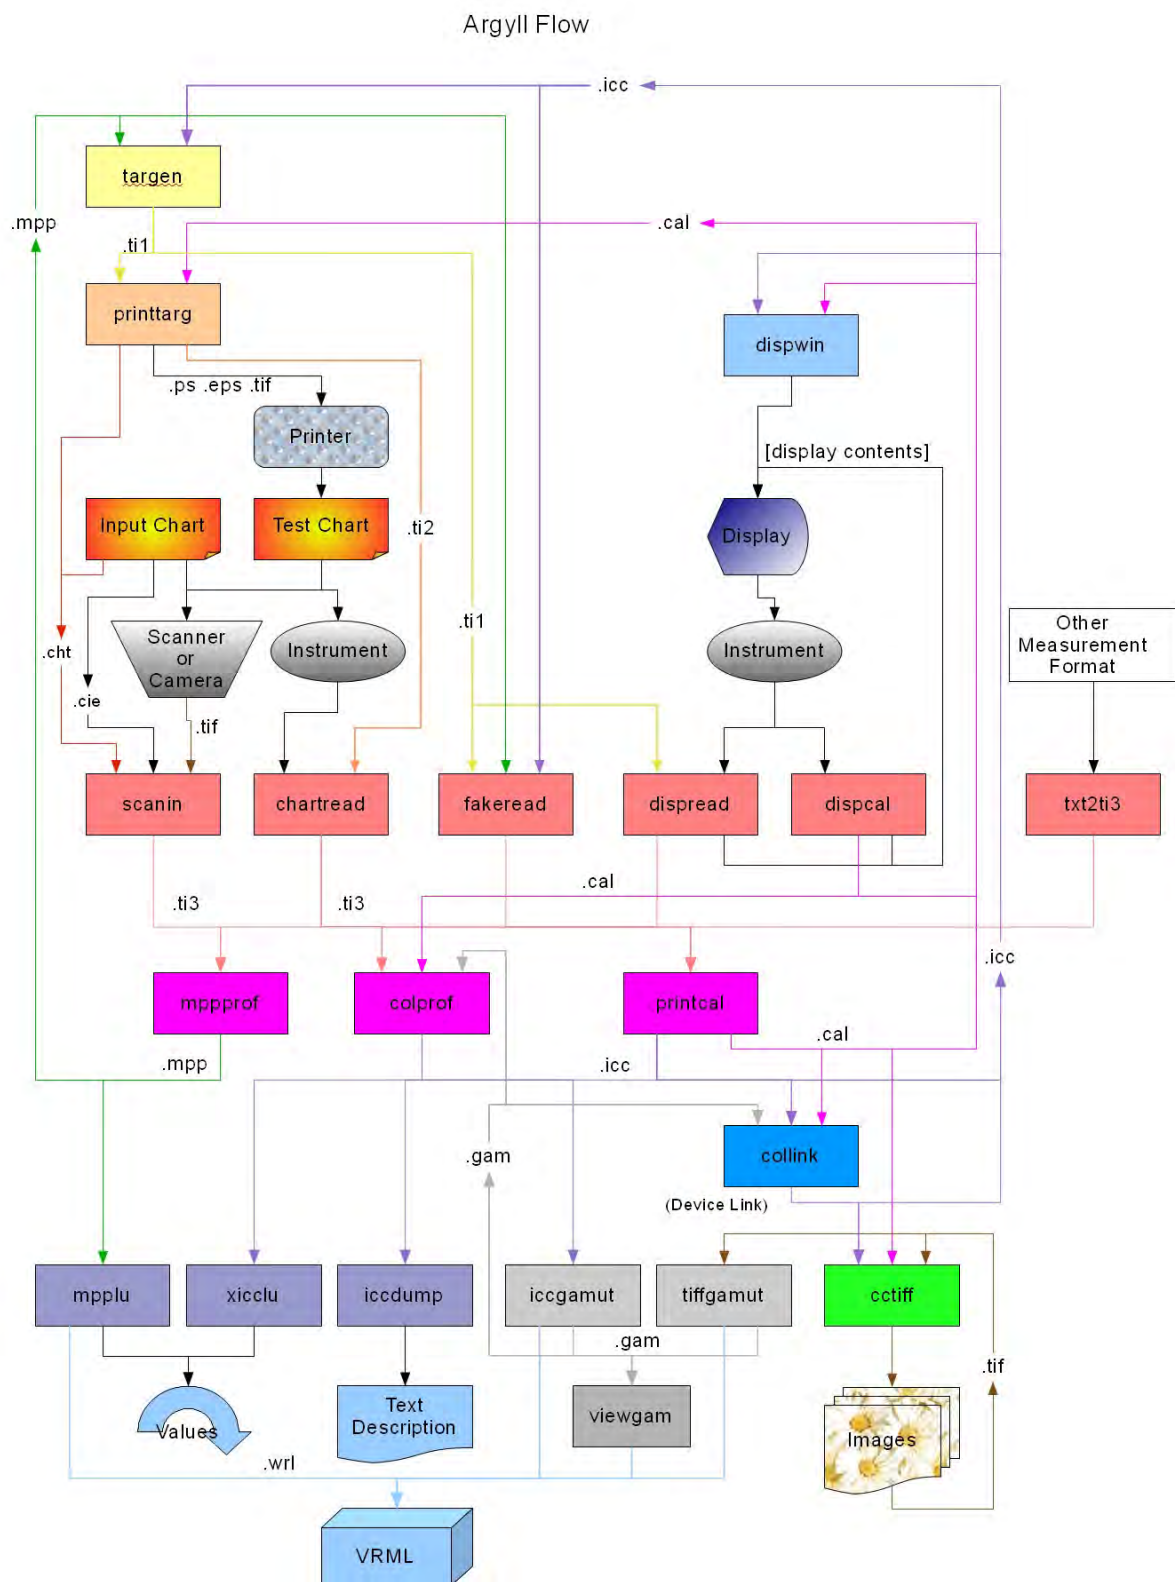 Argyll Flow
.icc
targen
.mpp
.cal
.ti1
printtarg
dispwin
.ps .eps .tif
Printer
[display contents]
Input Chart
Test Chart
.ti2
Display
.ti1
Other
Measurement
Format
Scanner
or
Camera
Instrument
Instrument
.cht
.cie
.tif
scanin
chartread
fakeread
dispread
dispcal
txt2ti3
.cal
.ti3
.ti3
.icc
mppprof
colprof
printcal
.cal
.mpp
.icc
.gam
collink
(Device Link)
mpplu
xicclu
iccdump
iccgamut
tiffgamut
cctiff
.gam
.tif
Text
Description
viewgam
Values
Images
.wrl
VRML